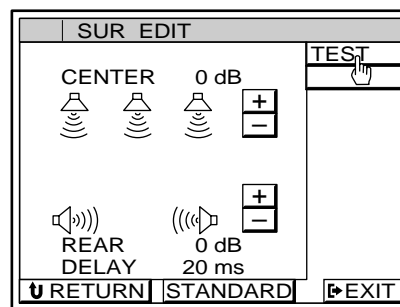 SUR EDIT
TEST
CENTER 0 dB
+
−
+
−
REAR 0 dB
DELAY 20 ms
RETURN STANDARD EXIT